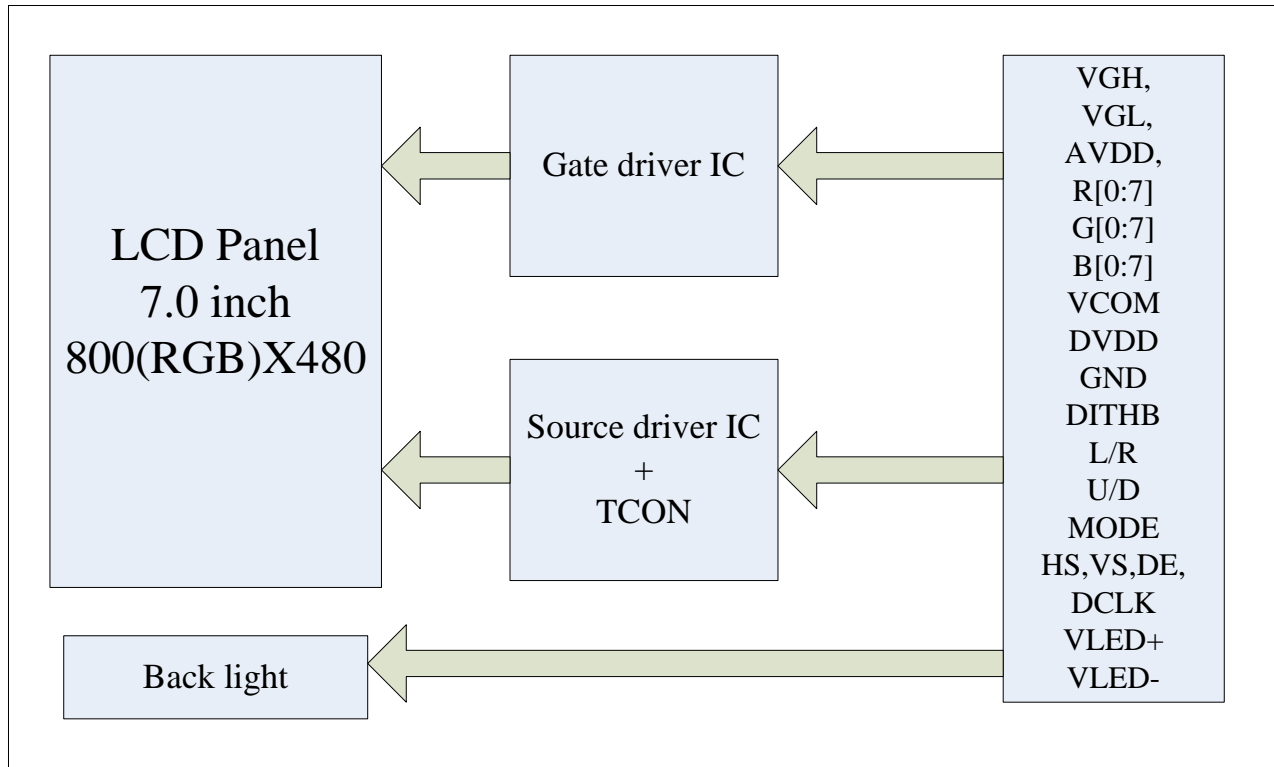 LCD Panel
7.0 inch
800(RGB)X480
Gate driver IC
Source driver IC
+
TCON
Back light
VGH,
VGL,
AVDD,
R[0:7]
G[0:7]
B[0:7]
VCOM
DVDD
GND
DITHB
L/R
U/D
MODE
HS,VS,DE,
DCLK
VLED+
VLED-